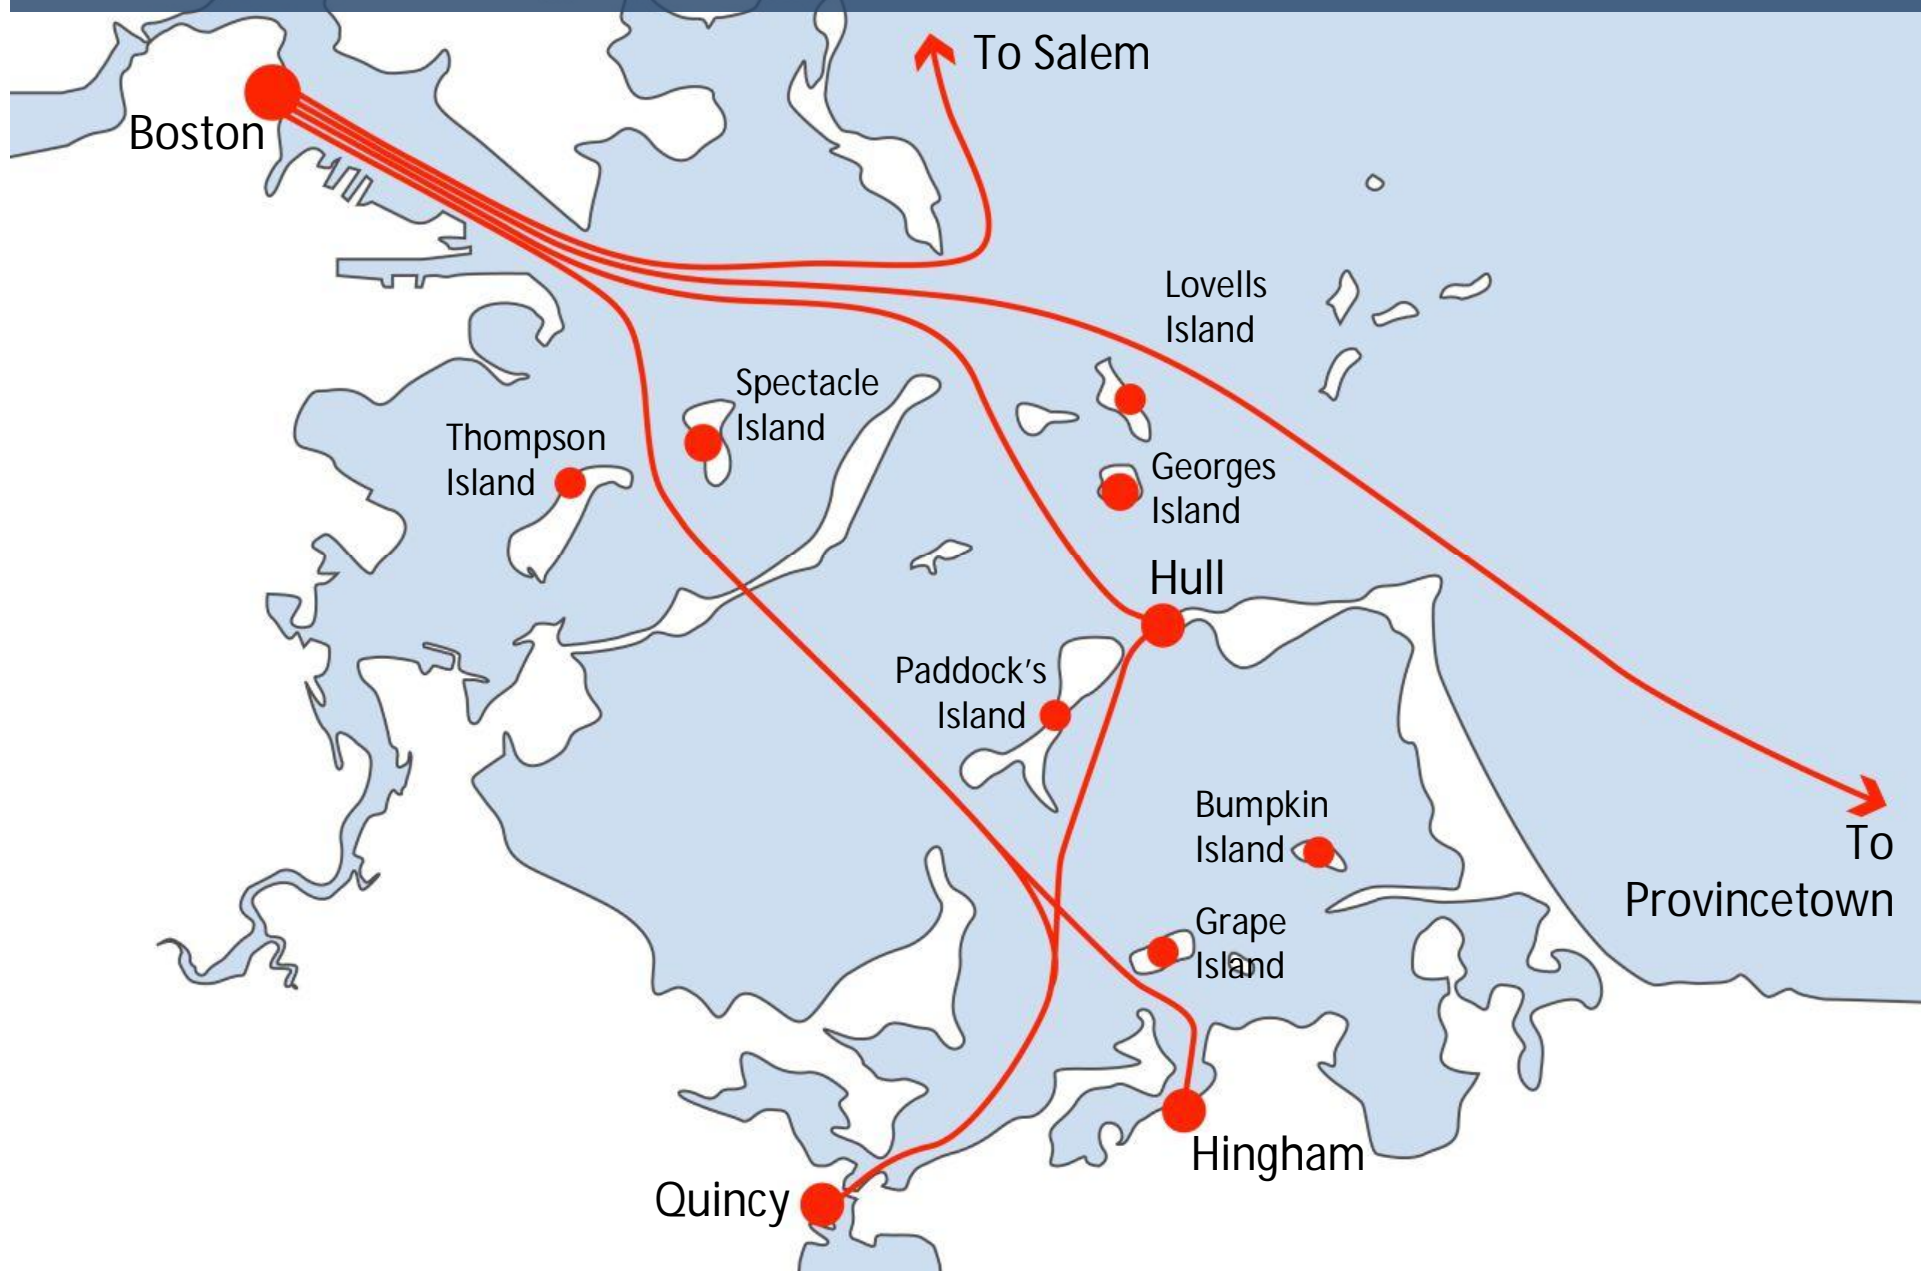 To Salem
Boston
Lovells
Island
Spectacle
Island
Thompson
Island
Georges
Island
Hull
Paddock’s
Island
Bumpkin
Island
To
Provincetown
Grape
Island
Hingham
Quincy